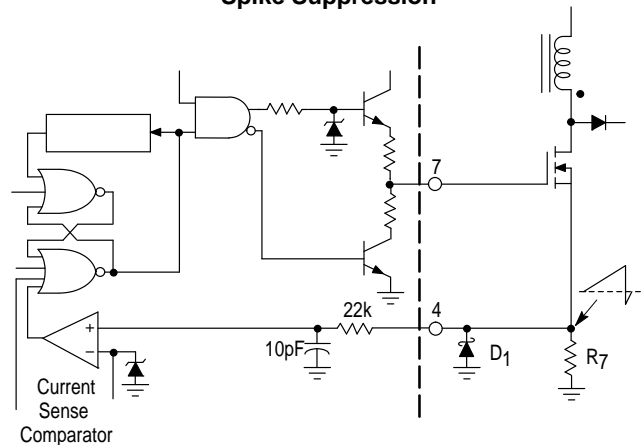 Spike Suppression
7
22k
4
10pF
D1
R7
+
–
Current
Sense
Comparator